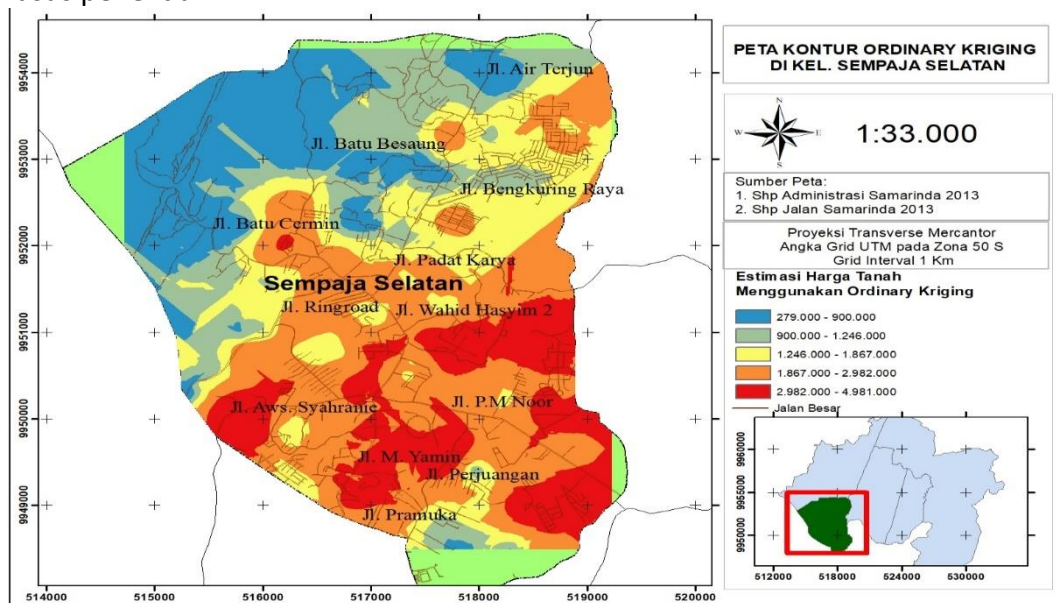 PETA KONTUR ORDINARY KRIGING
DI KEL. SEMPAJA SELATAN
N
W E
S
1:33.000
Sumber Peta:
1. Shp Administrasi Samarinda 2013
2. Shp Jalan Samarinda 2013
Proyeksi Transverse Mercantor
Angka Grid UTM pada Zona 50 S
Grid Interval 1 Km
Estimasi Harga Tanah
Menggunakan Ordinary Kriging
279.000 - 900.000
900.000 - 1.246.000
1.246.000 - 1.867.000
1.867.000 - 2.982.000
2.982.000 - 4.981.000
Jalan Besar
9960000
9955000
9950000
512000 518000 524000 530000
Jl. Air Terjun
Jl. Batu Besaung
Jl. Bengkuring Raya
Jl. Batu Cermin
Jl. Padat Karya
Sempaja Selatan
Jl. Ringroad
Jl. Wahid Hasyim 2
Jl. Aws. Syahranie
Jl. P.M Noor
Jl. M. Yamin
Jl. Perjuangan
Jl. Pramuka
9954000
9953000
9952000
9951000
9950000
9949000
514000 515000 516000 517000 518000 519000 520000